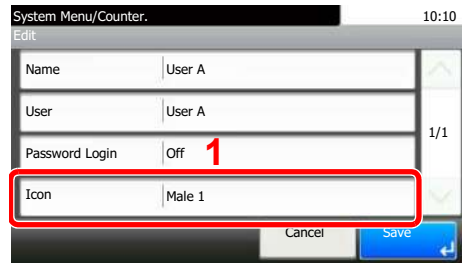 System Menu/Counter. 10:10
Edit
Name User A
User User A
1/1
Password Login Off 1
Icon Male 1
Cancel Save